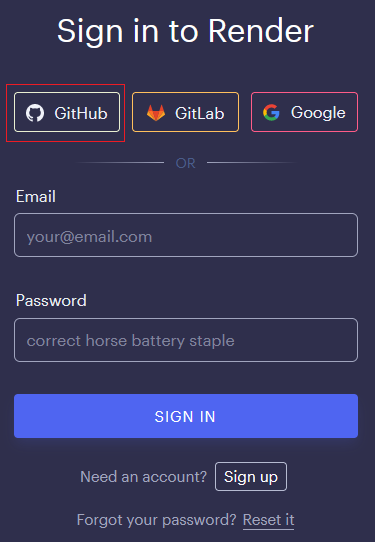 Sign in to Render
GitHub GitLab Google
OR
Email
your@email.com
Password
correct horse battery staple
SIGN IN
Need an account? Sign up
Forgot your password? Reset it